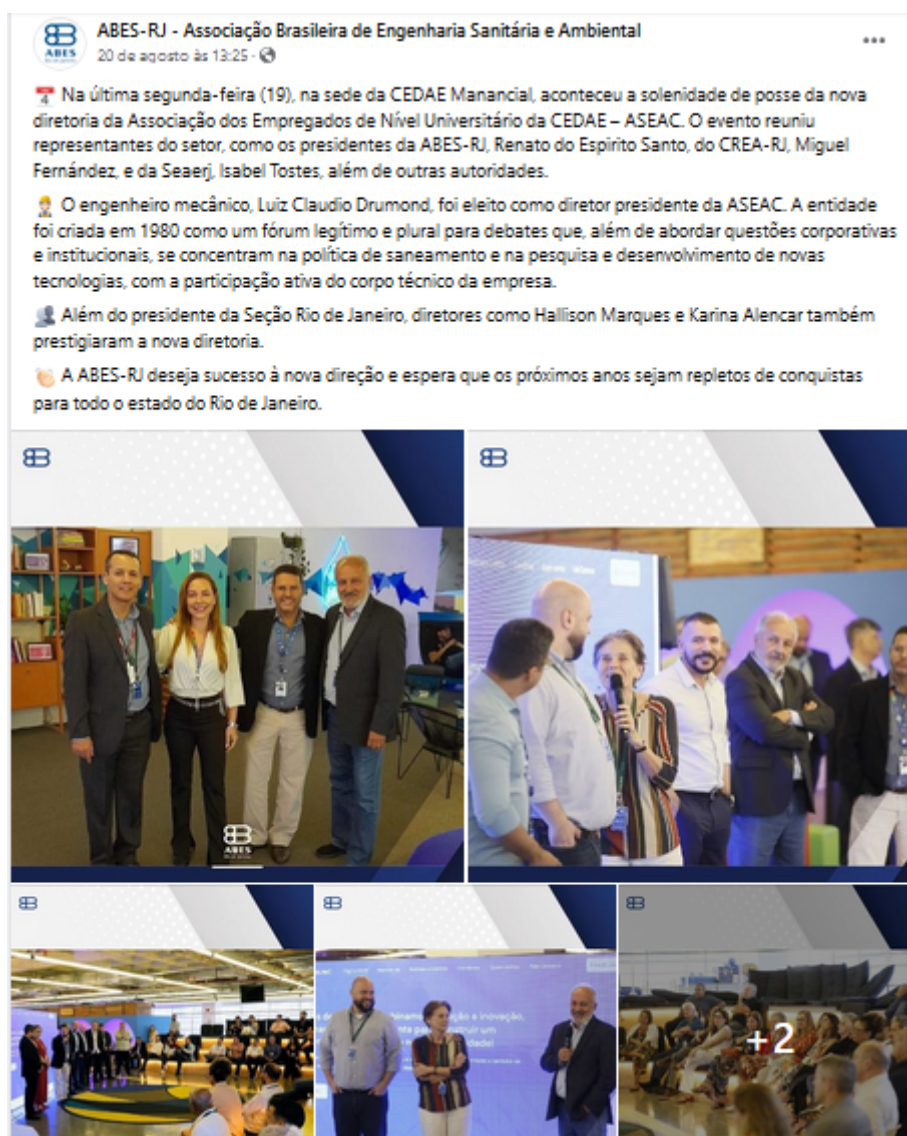 ABES
ABES-RJ - Associação Brasileira de Engenharia Sanitária e Ambiental
20 de agosto às 13:25
4 Na última segunda-feira (19), na sede da CEDAE Manancial, aconteceu a solenidade de posse da nova
diretoria da Associação dos Empregados de Nível Universitário da CEDAE – ASEAC. O evento reuniu
representantes do setor, como os presidentes da ABES-RJ, Renato do Espirito Santo, do CREA-RJ, Miguel
Fernández, e da Seaerj, Isabel Tostes, além de outras autoridades.
O engenheiro mecânico, Luiz Claudio Drumond, foi eleito como diretor presidente da ASEAC. A entidade
foi criada em 1980 como um fórum legítimo e plural para debates que, além de abordar questões corporativas
e institucionais, se concentram na política de saneamento e na pesquisa e desenvolvimento de novas
tecnologias, com a participação ativa do corpo técnico da empresa.
Além do presidente da Seção Rio de Janeiro, diretores como Hallison Marques e Karina Alencar também
prestigiaram a nova diretoria.
A ABES-RJ deseja sucesso à nova direção e espera que os próximos anos sejam repletos de conquistas
para todo o estado do Rio de Janeiro.
ABES
e inovação,
+2